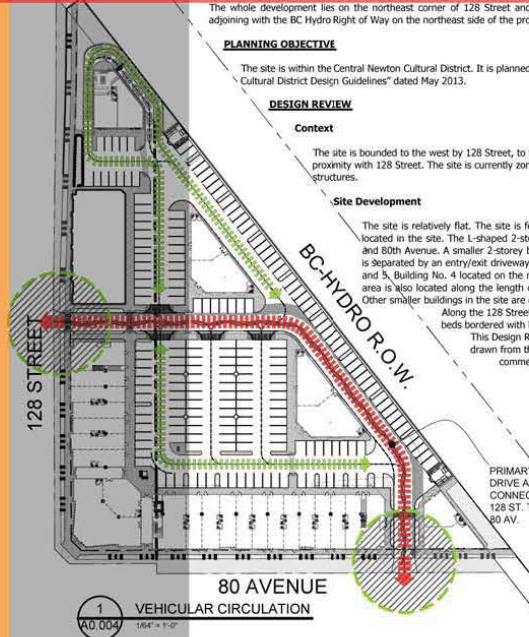 The whole development lies on the northeast corner of 128 Street and
adjoining with the BC Hydro Right of Way on the northeast side of the pro
PLANNING OBJECTIVE
The site is within the Central Newton Cultural District. It is planned
Cultural District Design Guidelines" dated May 2013.
DESIGN REVIEW
Context
The site is bounded to the west by 128 Street, to
proximity with 128 Street. The site is currently zon
structures.
Site Development
The site is relatively flat. The site is f
located in the site. The L-shaped 2-st
and 80th Avenue. A smaller 2-storey b
is separated by an entry/exit driveway
and 5. Building No. 4 located on the
area is also located along the length
Other smaller buildings in the site are
Along the 128 Street
beds bordered with
This Design R
drawn from th
comme
BC-HYDRO R.O.W.
128 STREET
PRIMARY
DRIVE A
CONNEC
128 ST. T
80 AV.
80 AVENUE
1
A0.004
VEHICULAR CIRCULATION
1/64" = 1'-0"